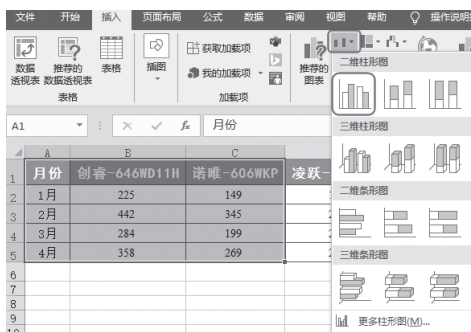 文件 开始 插入 页面布局 公式 数据 审阅 视图 帮助 操作说明
数据透视表 推荐的数据透视表 表格 插图 获取加载项 我的加载项 推荐的图表
表格 加载项
二维柱形图
三维柱形图
二维条形图
三维条形图
更多柱形图(M)...
A1 fx 月份
A B C
1 月份 创睿-646WD11H 诺唯-606WKP 凌跃-
2 1月 225 149
3 2月 442 345
4 3月 284 199
5 4月 358 269
6
7
8
9